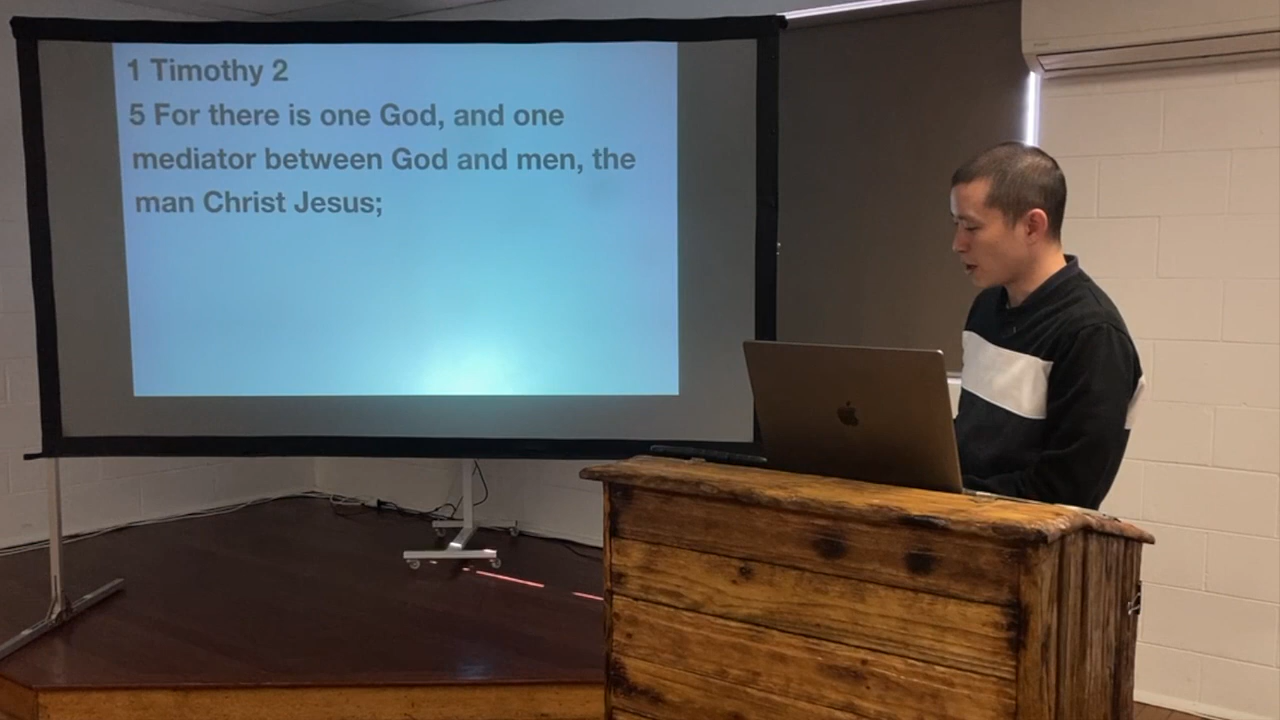 1 Timothy 2
5 For there is one God, and one
mediator between God and men, the
man Christ Jesus;